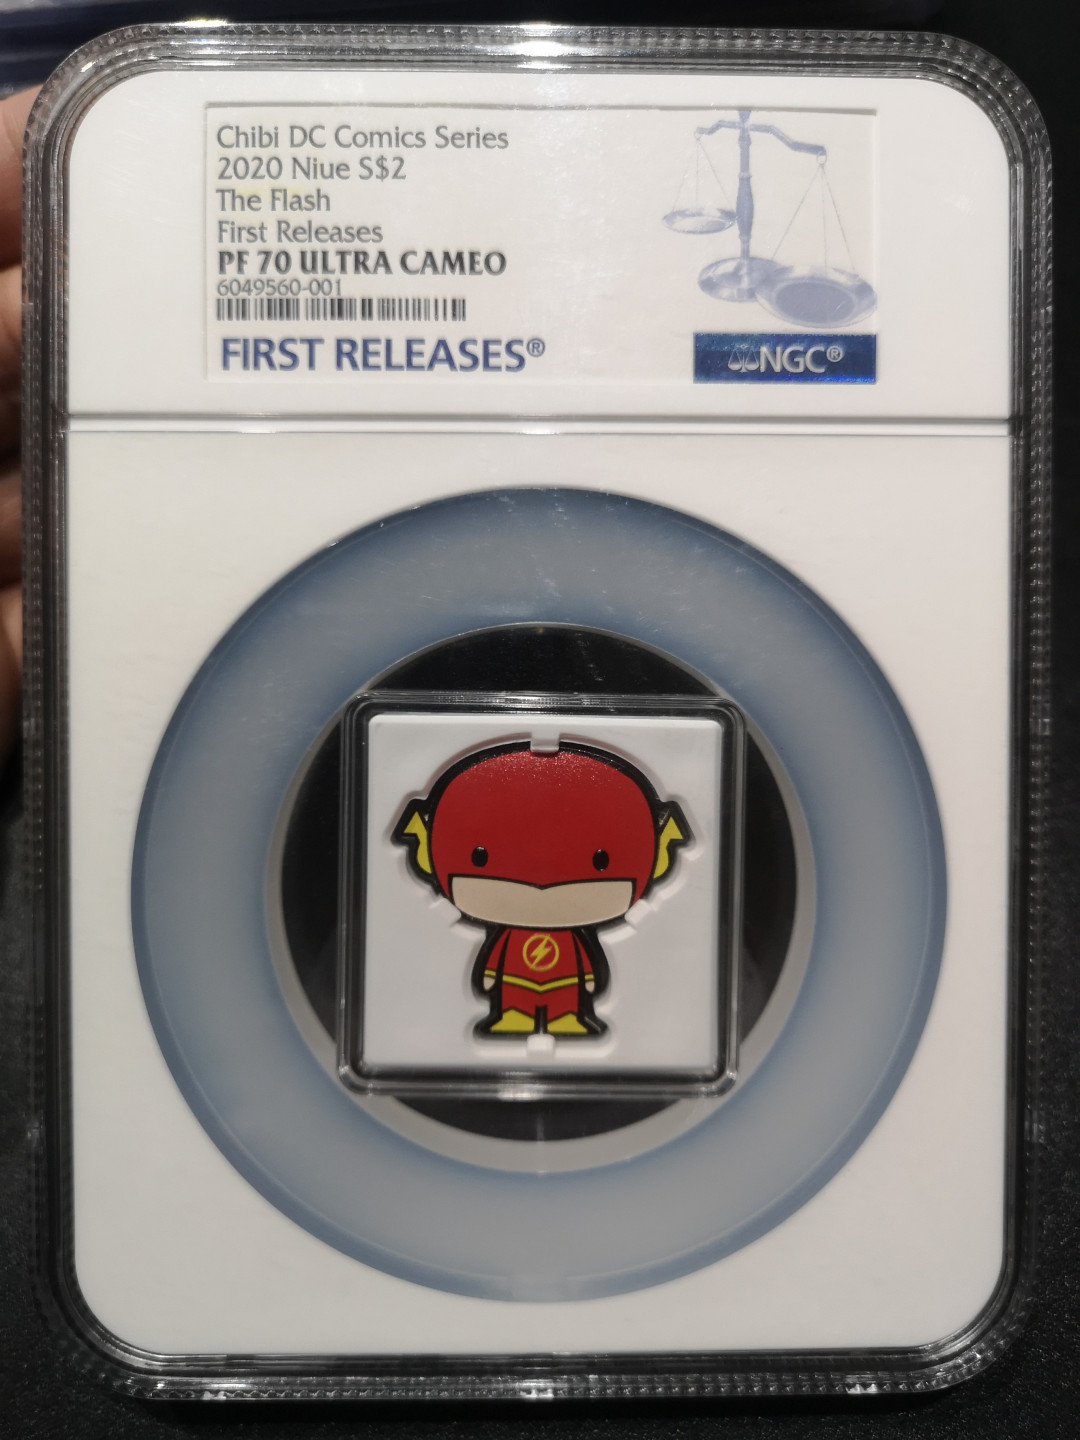 Chibi DC Comics Series
2020 Niue S$2
The Flash
First Releases
PF 70 ULTRA CAMEO
6049560-001
FIRST RELEASES®
NGC®